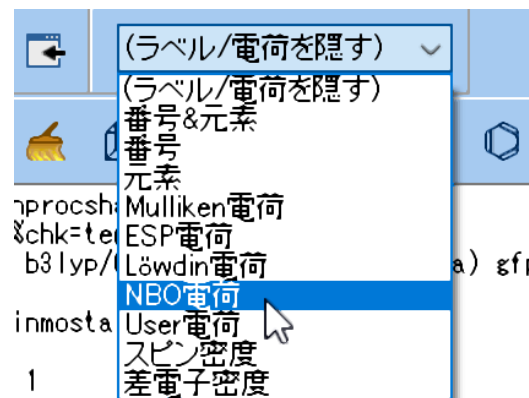 (ラベル/電荷を隠す)
(ラベル/電荷を隠す)
番号&元素
番号
元素
Mulliken電荷
ESP電荷
Löwdin電荷
NBO電荷
User電荷
スピン密度
差電子密度
nprocsh
%chk=te
b3lyp/
a) gfp
inmosta
1